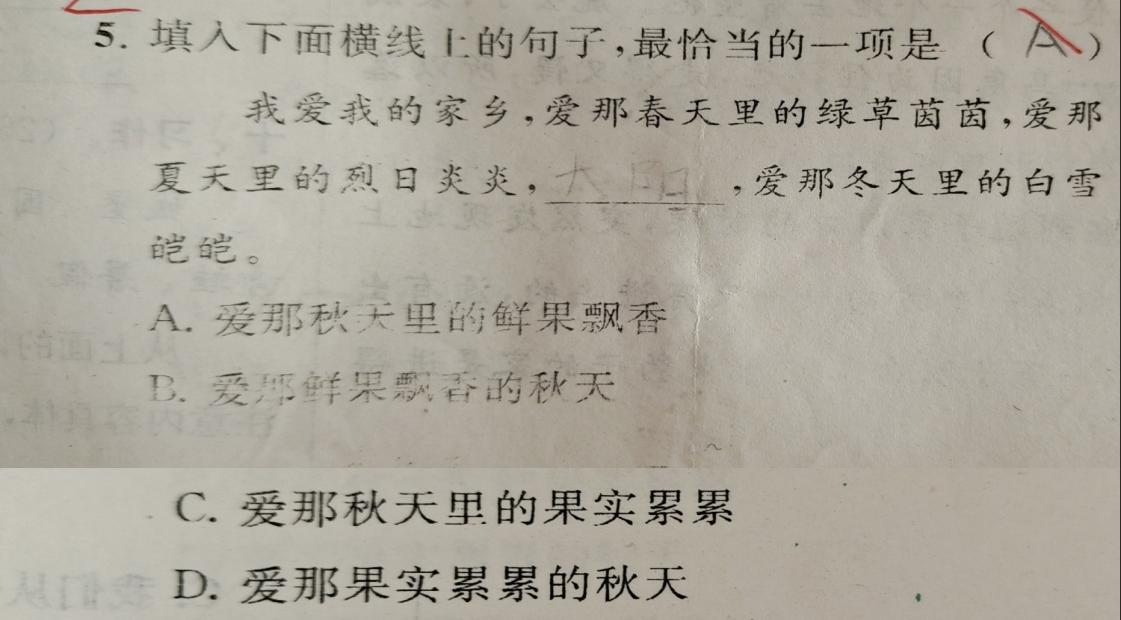 5. 填入下面横线上的句子,最恰当的一项是 ( A )
我爱我的家乡,爱那春天里的绿草茵茵,爱那
夏天里的烈日炎炎,________,爱那冬天里的白雪
皑皑。
A. 爱那秋天里的鲜果飘香
B. 爱那鲜果飘香的秋天
C. 爱那秋天里的果实累累
D. 爱那果实累累的秋天